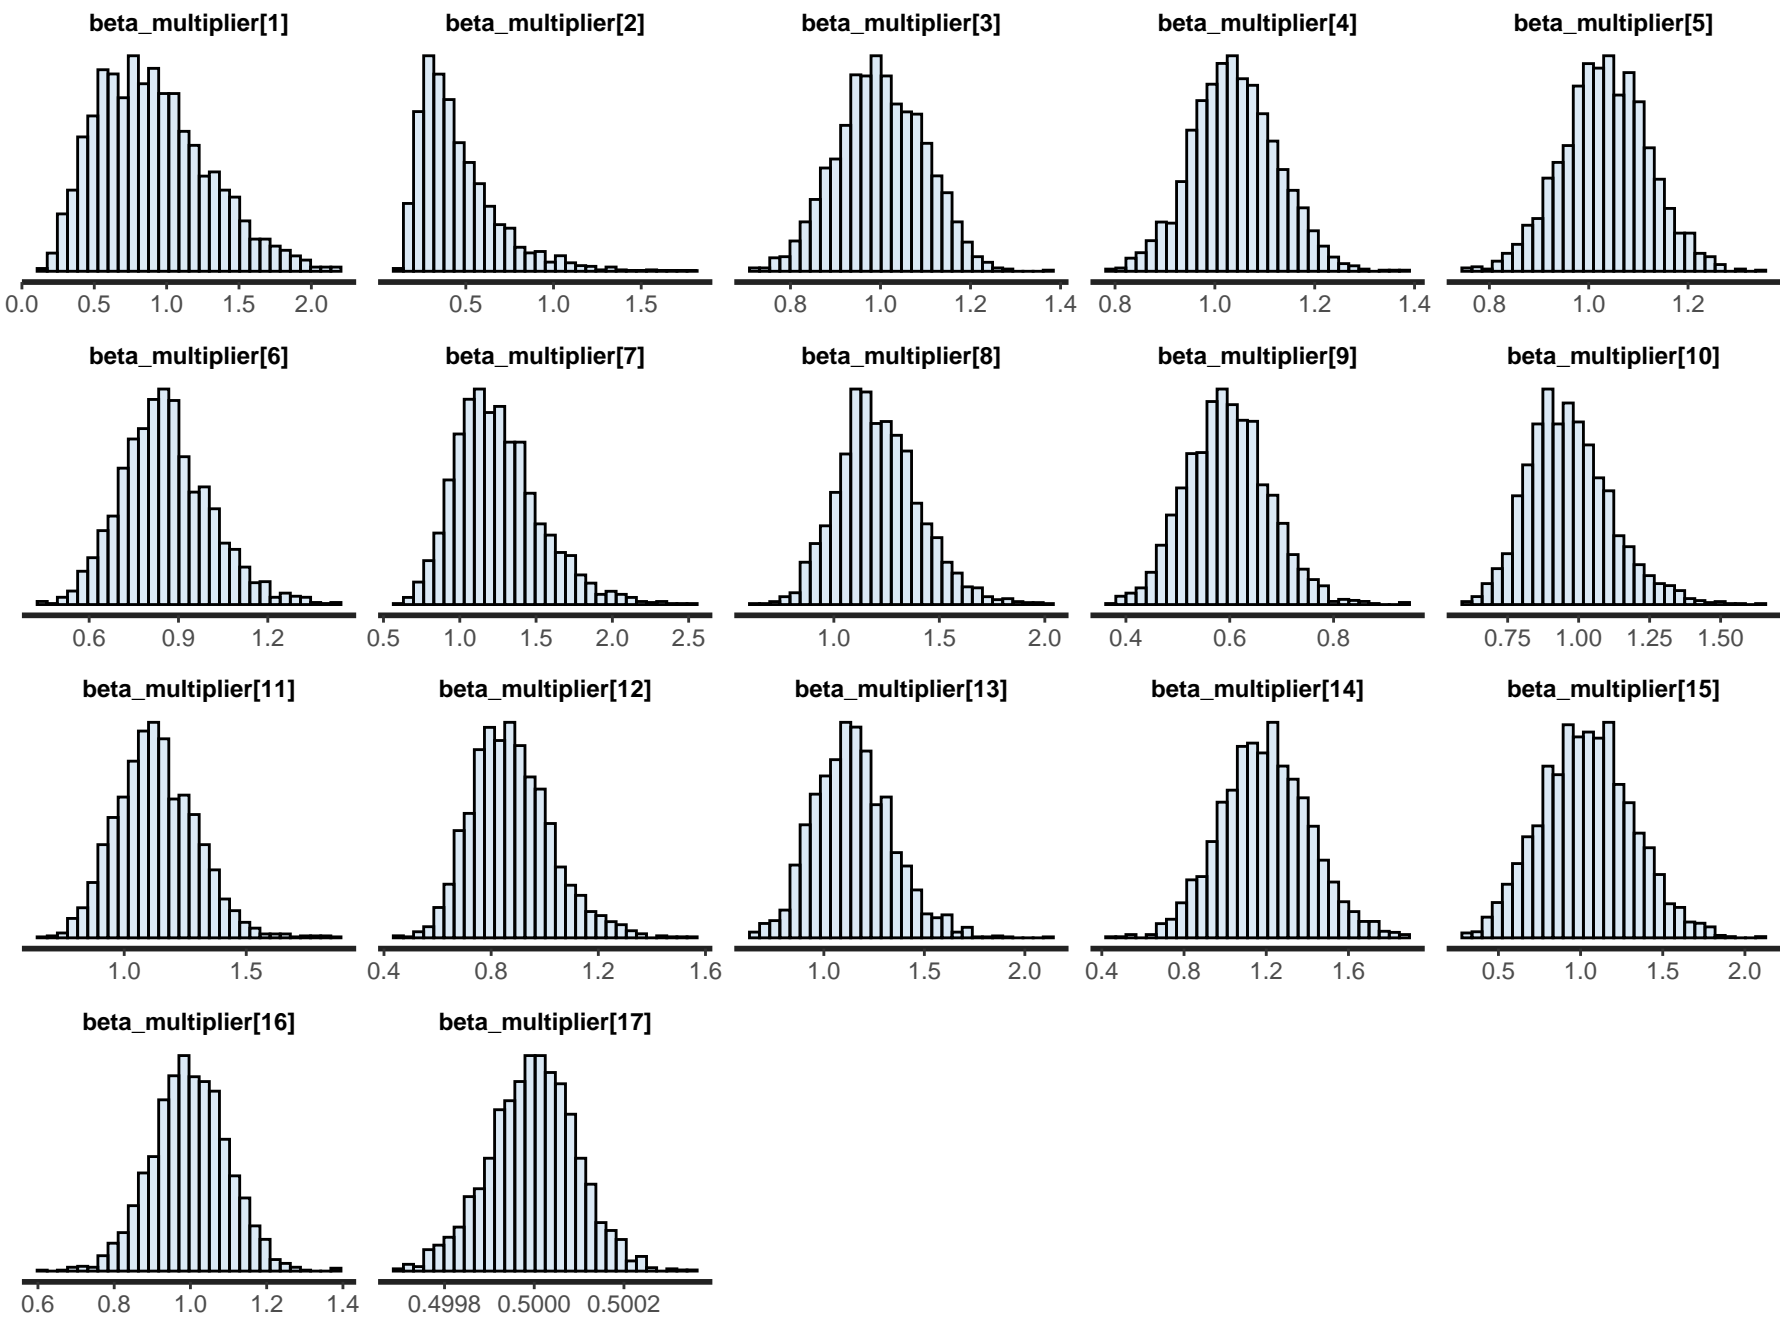 beta_multiplier[1] beta_multiplier[2] beta_multiplier[3] beta_multiplier[4] beta_multiplier[5]
0.0 0.5 1.0 1.5 2.0 0.5 1.0 1.5 0.8 1.0 1.2 1.4 0.8 1.0 1.2 1.4 0.8 1.0 1.2
beta_multiplier[6] beta_multiplier[7] beta_multiplier[8] beta_multiplier[9] beta_multiplier[10]
0.6 0.9 1.2 0.5 1.0 1.5 2.0 2.5 1.0 1.5 2.0 0.4 0.6 0.8 0.75 1.00 1.25 1.50
beta_multiplier[11] beta_multiplier[12] beta_multiplier[13] beta_multiplier[14] beta_multiplier[15]
1.0 1.5 0.4 0.8 1.2 1.6 1.0 1.5 2.0 0.4 0.8 1.2 1.6 0.5 1.0 1.5 2.0
beta_multiplier[16] beta_multiplier[17]
0.6 0.8 1.0 1.2 1.4 0.4998 0.5000 0.5002